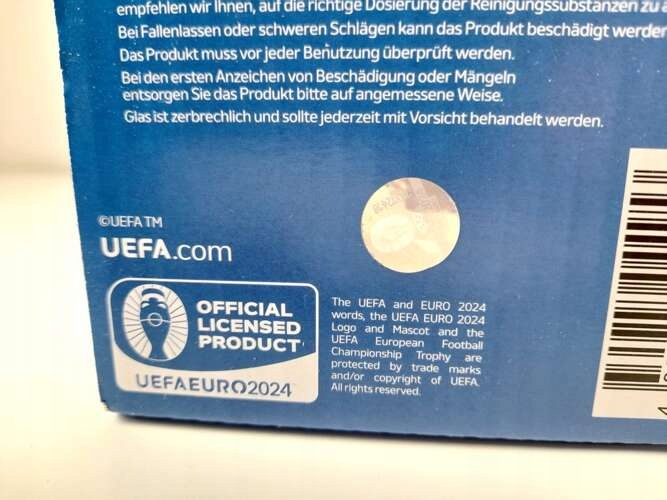 empfehlen wir Ihnen, auf die richtige Dosierung der Reinigungssubstanzen zu
Bei Fallenlassen oder schweren Schlägen kann das Produkt beschädigt werden
Das Produkt muss vor jeder Benutzung überprüft werden.
Bei den ersten Anzeichen von Beschädigung oder Mängeln
entsorgen Sie das Produkt bitte auf angemessene Weise.
Glas ist zerbrechlich und sollte jederzeit mit Vorsicht behandelt werden.
©UEFA TM
UEFA.com
OFFICIAL
LICENSED
PRODUCT
UEFAEURO2024
The UEFA and EURO 2024
words, the UEFA EURO 2024
Logo and Mascot and the
UEFA European Football
Championship Trophy are
protected by trade marks
and/or copyright of UEFA.
All rights reserved.